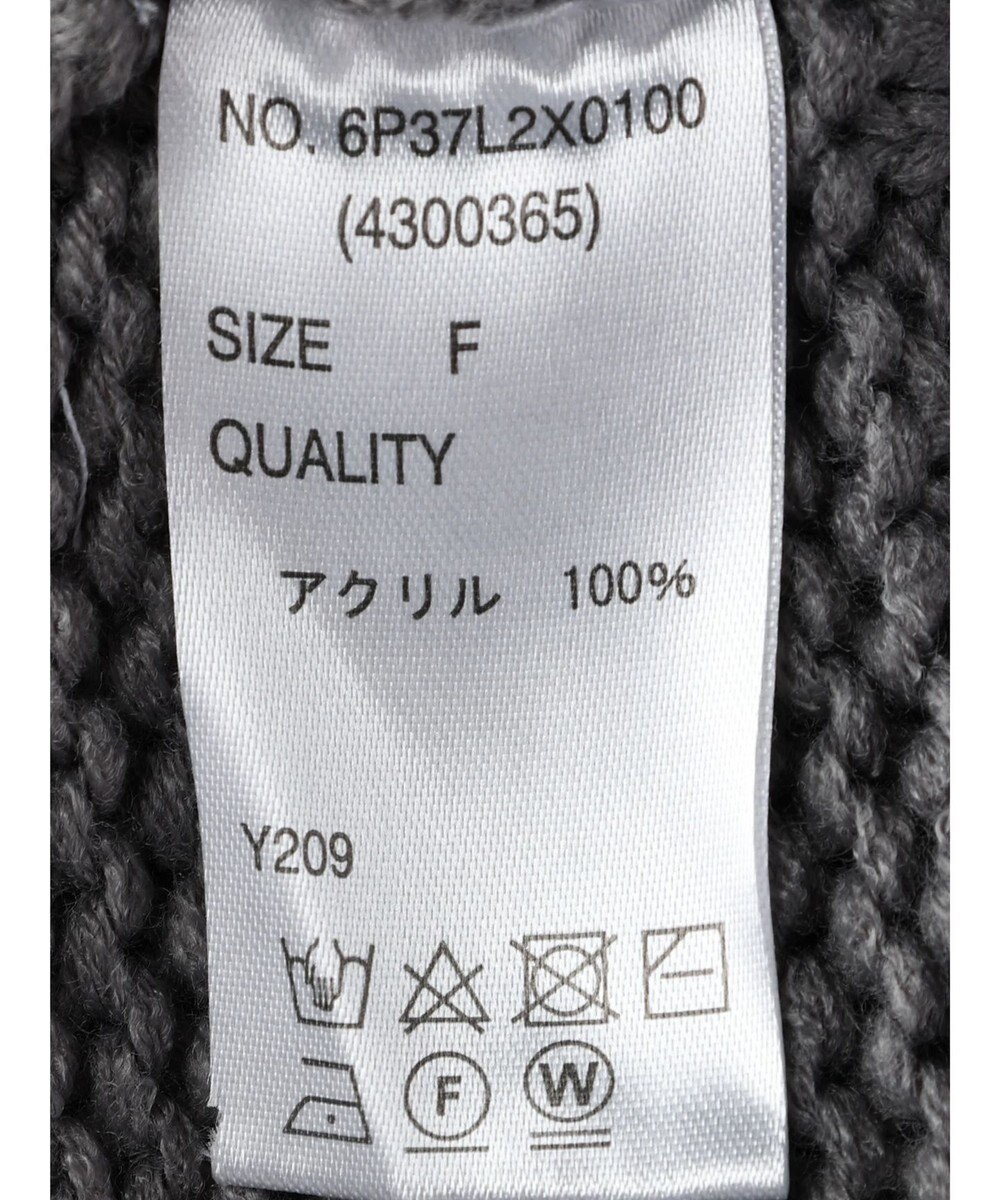 NO. 6P37L2X0100
(4300365)
SIZE F
QUALITY
アクリル 100%
Y209
F W